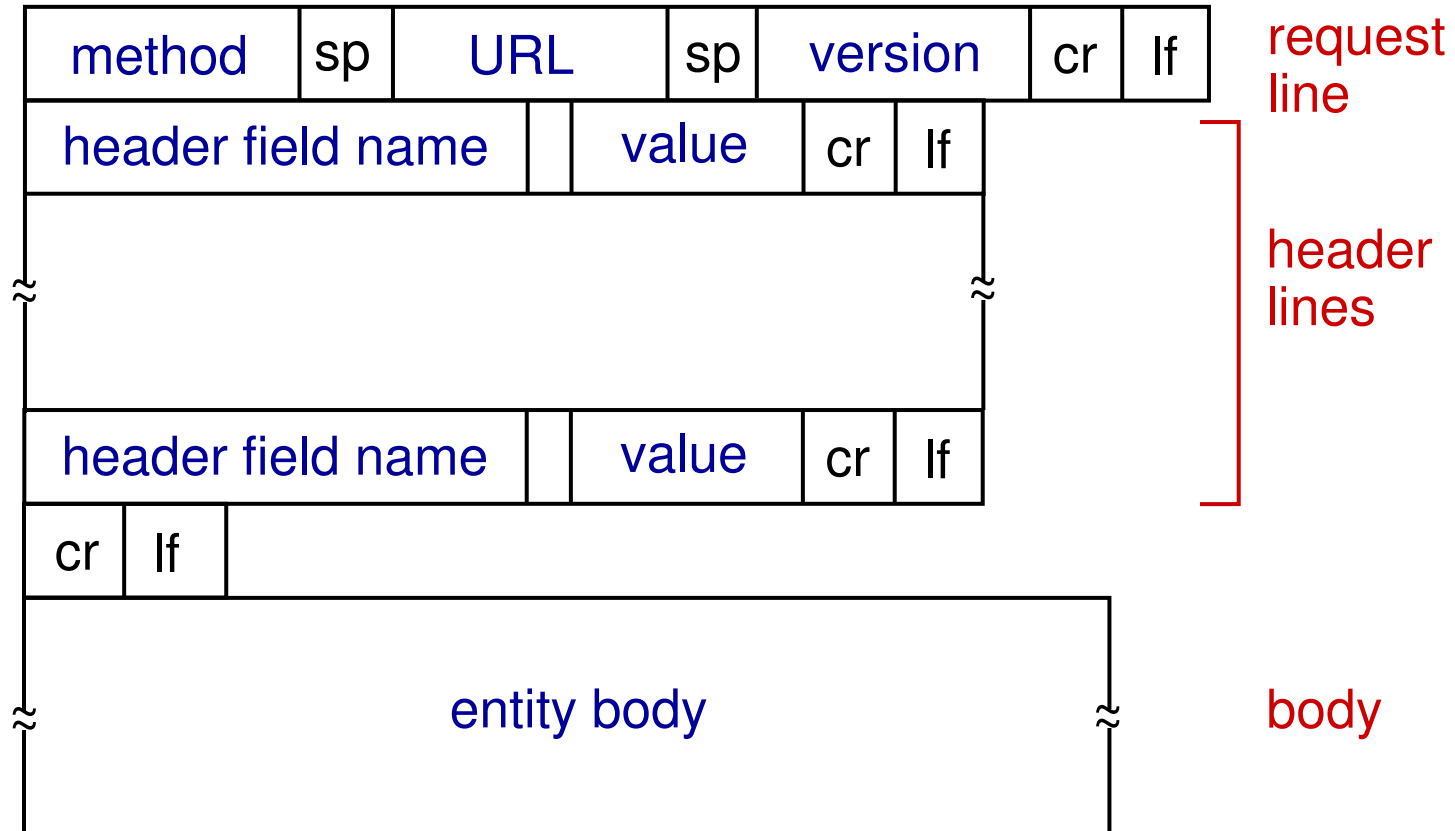 method sp URL sp version cr lf
request
line
header field name value cr lf
header
lines
header field name value cr lf
cr lf
entity body
body